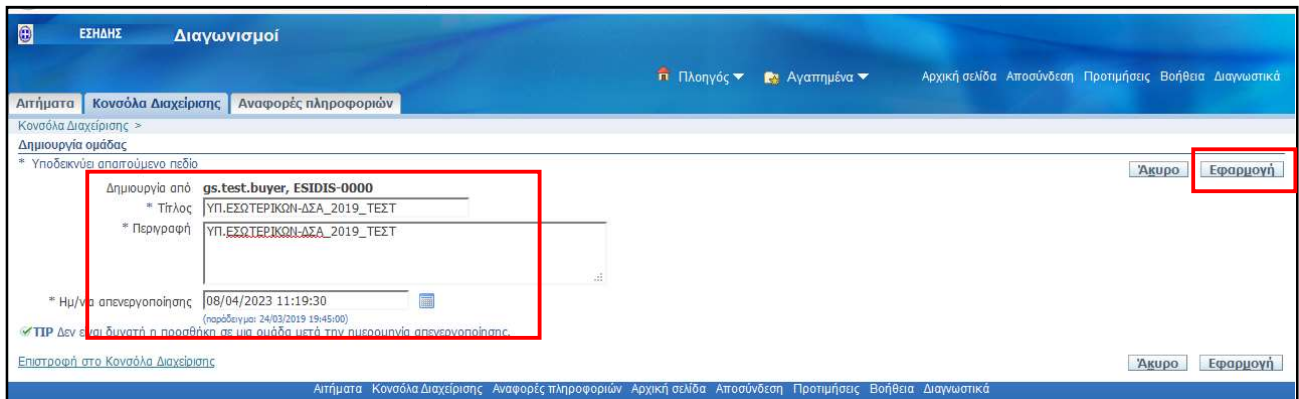 ΕΣΗΔΗΣ Διαγωνισμοί
Πλοηγός Αγαπημένα Αρχική σελίδα Αποσύνδεση Προτιμήσεις Βοήθεια Διαγνωστικά
Αιτήματα Κονσόλα Διαχείρισης Αναφορές πληροφοριών
Κονσόλα Διαχείρισης >
Δημιουργία ομάδας
* Υποδεικνύει απαιτούμενο πεδίο Άκυρο Εφαρμογή
Δημιουργία από gs.test.buyer, ESIDIS-0000
* Τίτλος ΥΠ.ΕΣΩΤΕΡΙΚΩΝ-ΔΣΑ_2019_ΤΕΣΤ
* Περιγραφή ΥΠ.ΕΣΩΤΕΡΙΚΩΝ-ΔΣΑ_2019_ΤΕΣΤ
* Ημ/νία απενεργοποίησης 08/04/2023 11:19:30
(παράδειγμα: 24/03/2019 19:45:00)
TIP Δεν είναι δυνατή η προσθήκη σε μια ομάδα μετά την ημερομηνία απενεργοποίησης.
Επιστροφή στο Κονσόλα Διαχείρισης Άκυρο Εφαρμογή
Αιτήματα Κονσόλα Διαχείρισης Αναφορές πληροφοριών Αρχική σελίδα Αποσύνδεση Προτιμήσεις Βοήθεια Διαγνωστικά